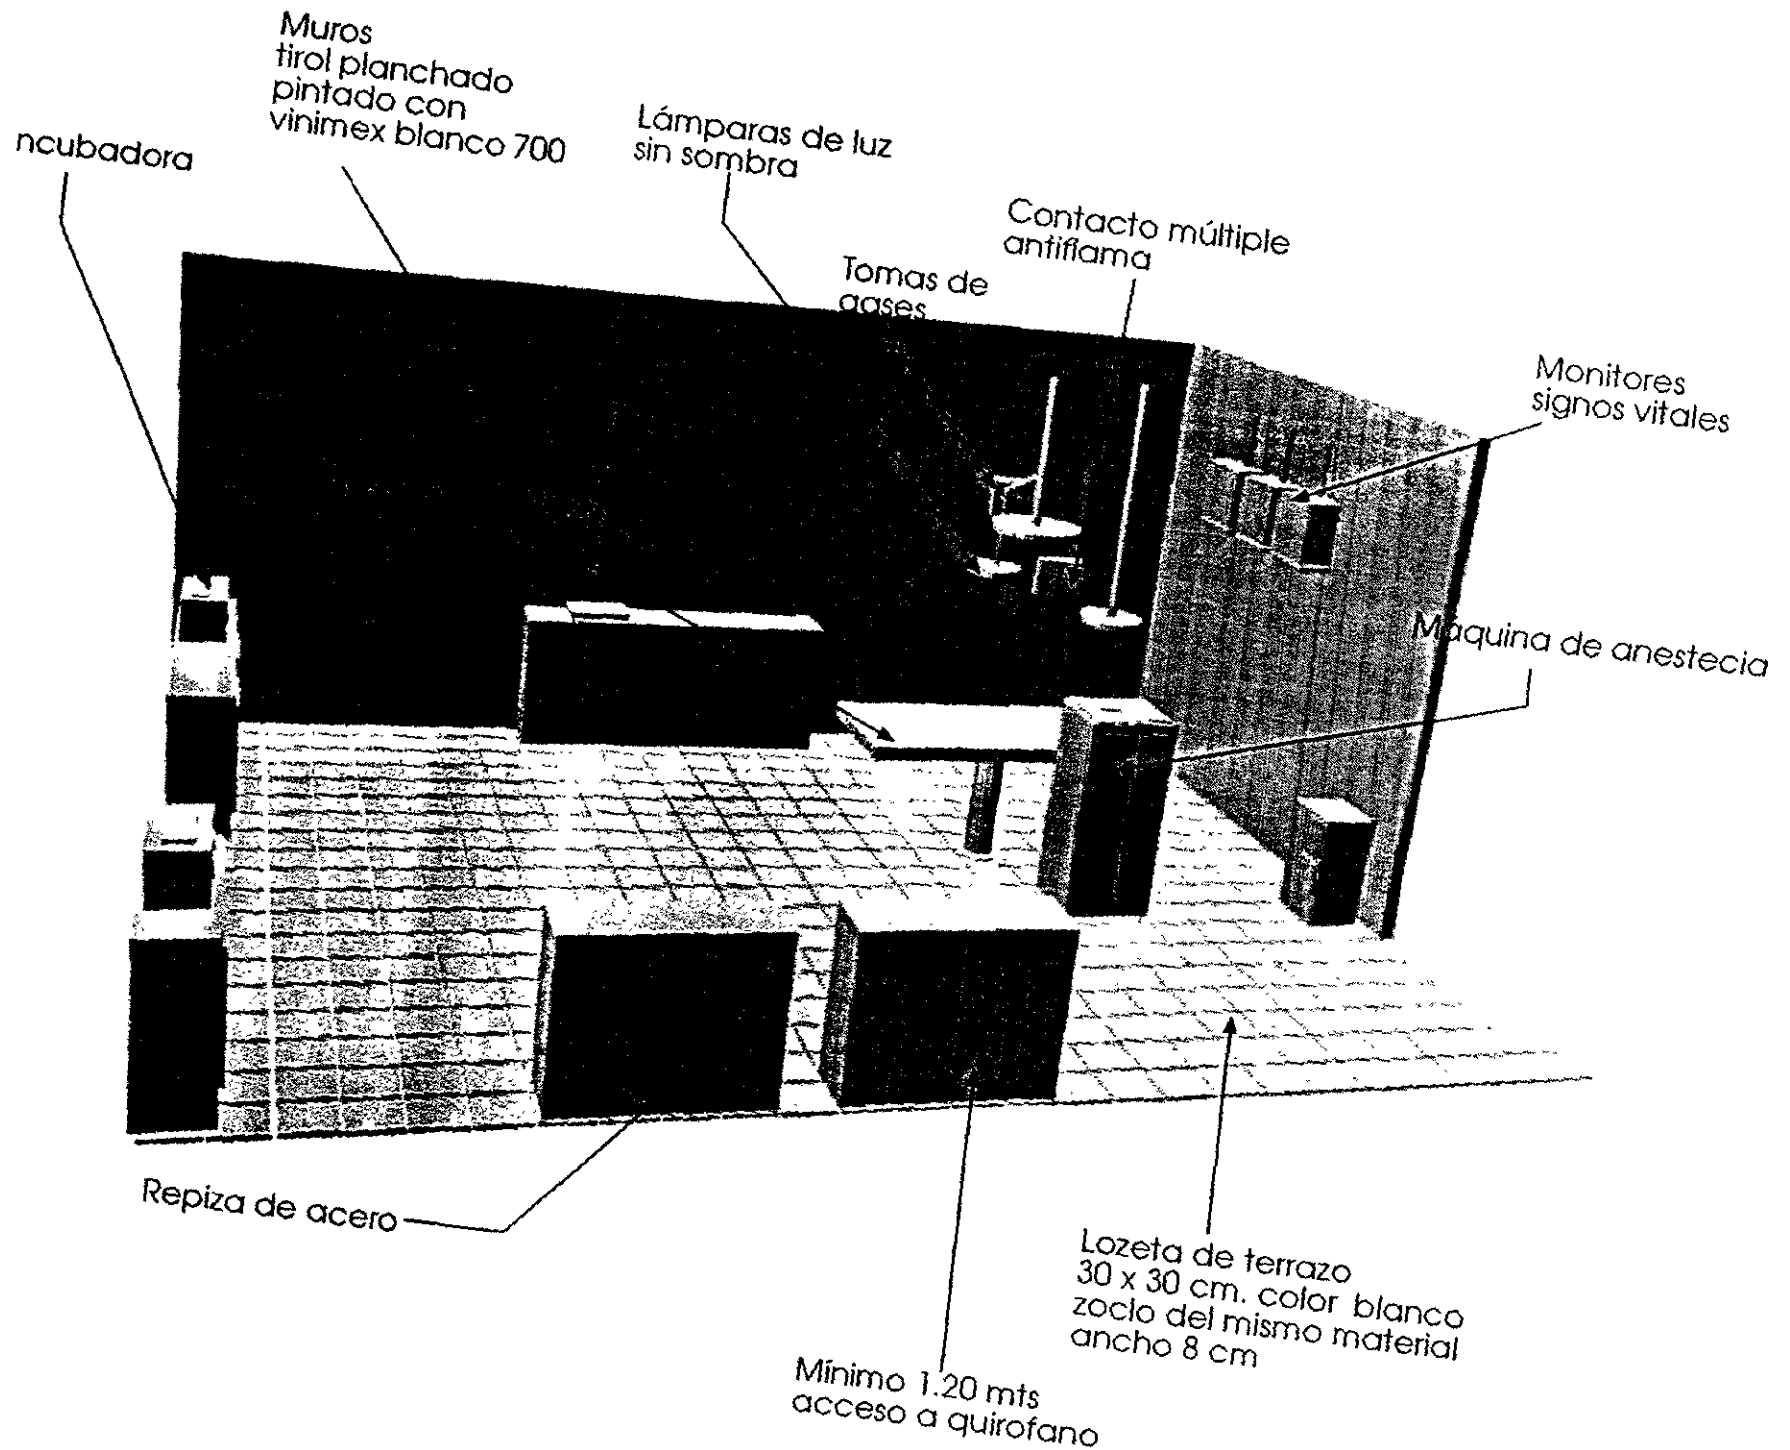 ncubadora
Muros
tirol planchado
pintado con
vinimex blanco 700
Lámparas de luz
sin sombra
Tomas de
gases
Contacto múltiple
antiflama
Monitores
signos vitales
Máquina de anestecia
Repiza de acero
Lozeta de terrazo
30 x 30 cm. color blanco
zoclo del mismo material
ancho 8 cm
Mínimo 1.20 mts
acceso a quirofano